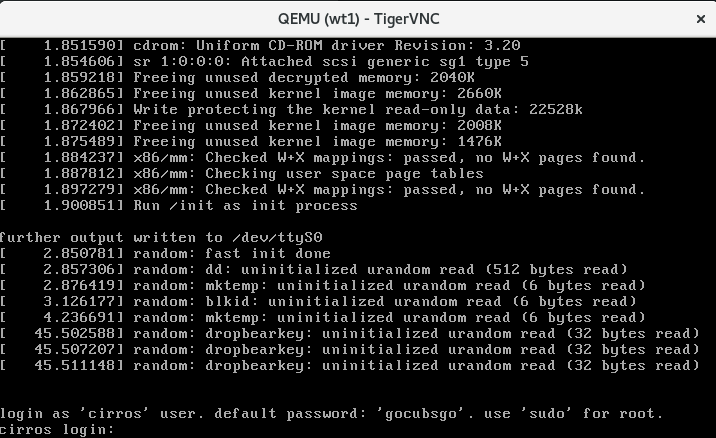 QEMU (wt1) - TigerVNC
[    1.851590] cdrom: Uniform CD-ROM driver Revision: 3.20
[    1.854606] sr 1:0:0:0: Attached scsi generic sg1 type 5
[    1.859218] Freeing unused decrypted memory: 2040K
[    1.862865] Freeing unused kernel image memory: 2660K
[    1.867966] Write protecting the kernel read-only data: 22528k
[    1.872402] Freeing unused kernel image memory: 2008K
[    1.875489] Freeing unused kernel image memory: 1476K
[    1.884237] x86/mm: Checked W+X mappings: passed, no W+X pages found.
[    1.887812] x86/mm: Checking user space page tables
[    1.897279] x86/mm: Checked W+X mappings: passed, no W+X pages found.
[    1.900851] Run /init as init process
further output written to /dev/ttyS0
[    2.850781] random: fast init done
[    2.857306] random: dd: uninitialized urandom read (512 bytes read)
[    2.876419] random: mktemp: uninitialized urandom read (6 bytes read)
[    3.126177] random: blkid: uninitialized urandom read (6 bytes read)
[    4.236691] random: mktemp: uninitialized urandom read (6 bytes read)
[   45.502588] random: dropbearkey: uninitialized urandom read (32 bytes read)
[   45.507207] random: dropbearkey: uninitialized urandom read (32 bytes read)
[   45.511148] random: dropbearkey: uninitialized urandom read (32 bytes read)
login as 'cirros' user. default password: 'gocubsgo'. use 'sudo' for root.
cirros login: